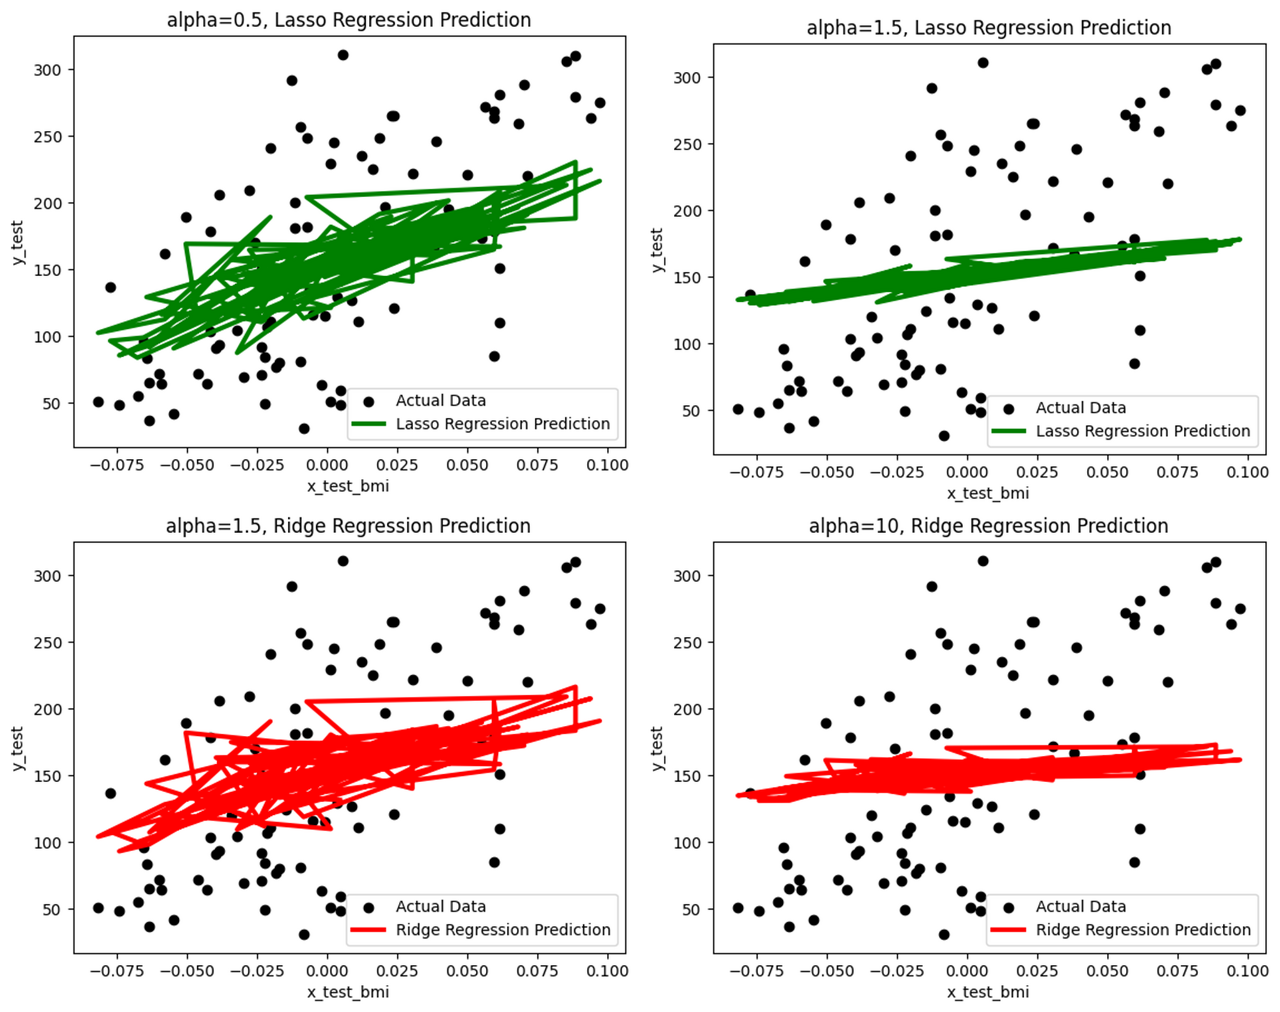 alpha=0.5, Lasso Regression Prediction
300
250
200
150
100
50
y_test
−0.075 −0.050 −0.025 0.000 0.025 0.050 0.075 0.100
x_test_bmi
Actual Data
Lasso Regression Prediction
alpha=1.5, Lasso Regression Prediction
300
250
200
150
100
50
y_test
−0.075 −0.050 −0.025 0.000 0.025 0.050 0.075 0.100
x_test_bmi
Actual Data
Lasso Regression Prediction
alpha=1.5, Ridge Regression Prediction
300
250
200
150
100
50
y_test
−0.075 −0.050 −0.025 0.000 0.025 0.050 0.075 0.100
x_test_bmi
Actual Data
Ridge Regression Prediction
alpha=10, Ridge Regression Prediction
300
250
200
150
100
50
y_test
−0.075 −0.050 −0.025 0.000 0.025 0.050 0.075 0.100
x_test_bmi
Actual Data
Ridge Regression Prediction